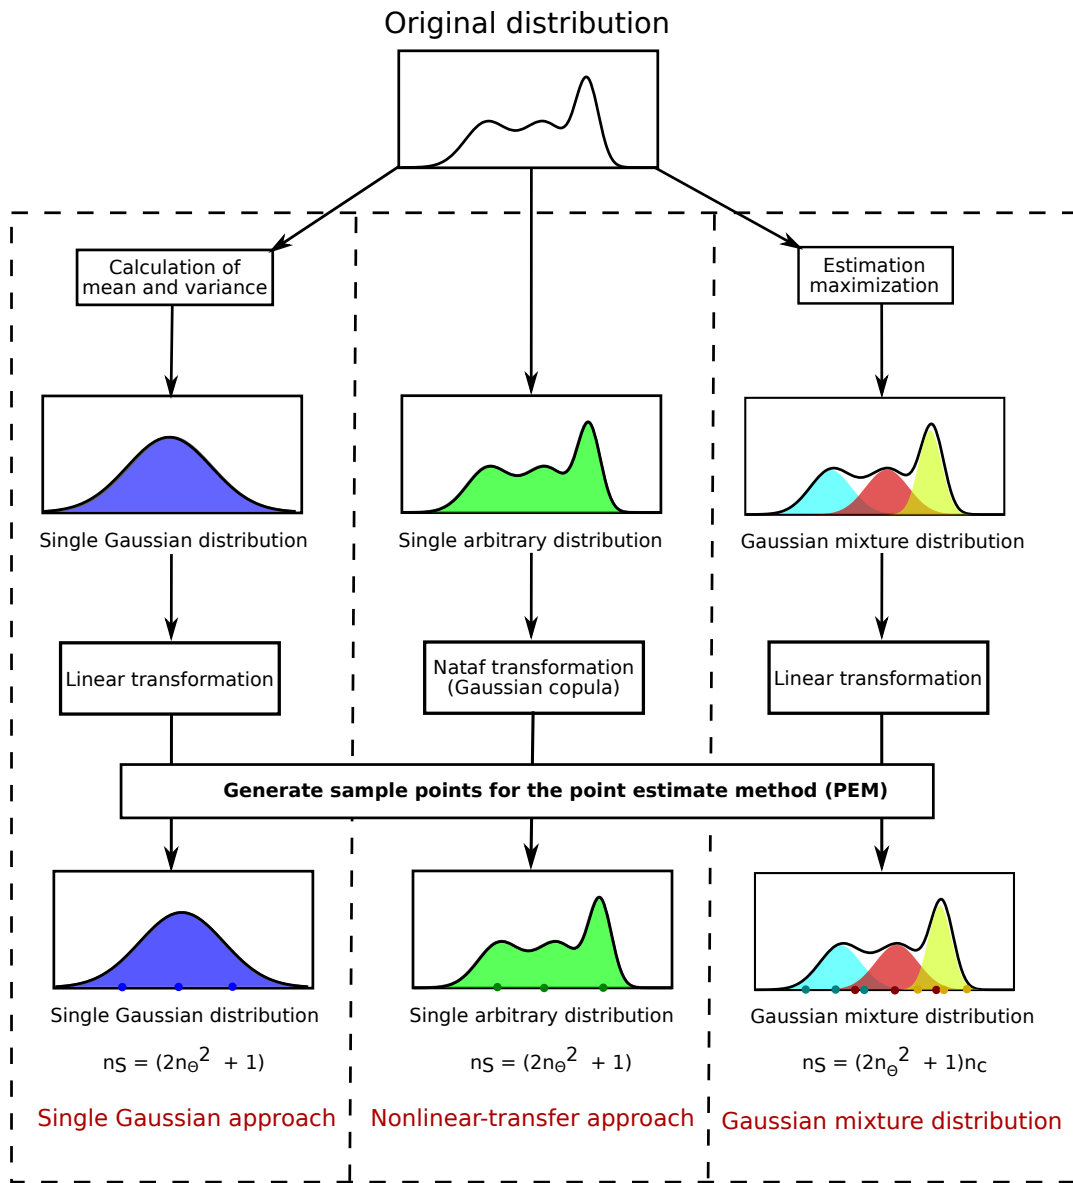 Original distribution
Calculation of
mean and variance
Estimation
maximization
Single Gaussian distribution
Single arbitrary distribution
Gaussian mixture distribution
Linear transformation
Nataf transformation
(Gaussian copula)
Linear transformation
Generate sample points for the point estimate method (PEM)
Single Gaussian distribution
Single arbitrary distribution
Gaussian mixture distribution
nS = (2nΘ² + 1)
nS = (2nΘ² + 1)
nS = (2nΘ² + 1)nC
Single Gaussian approach
Nonlinear-transfer approach
Gaussian mixture distribution